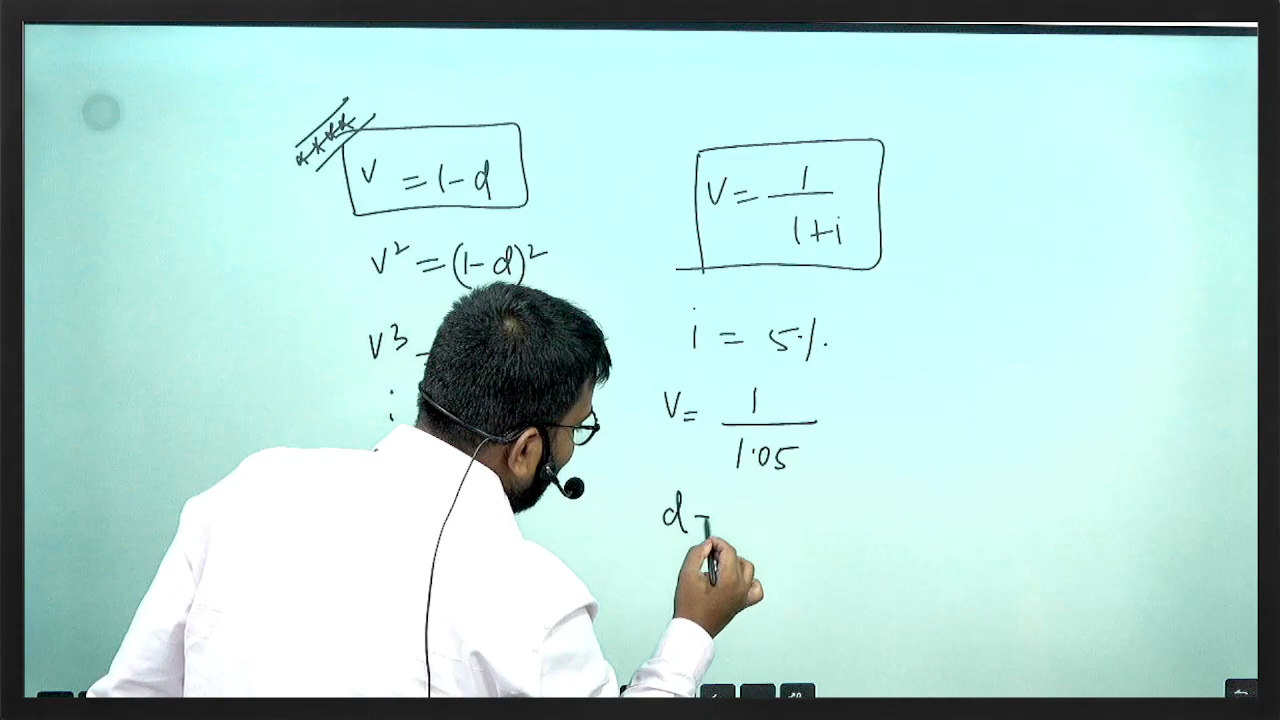 v = 1-d
v² = (1-d)²
v³ -
i
v = 1/(1+i)
i = 5%.
v = 1/1.05
d =